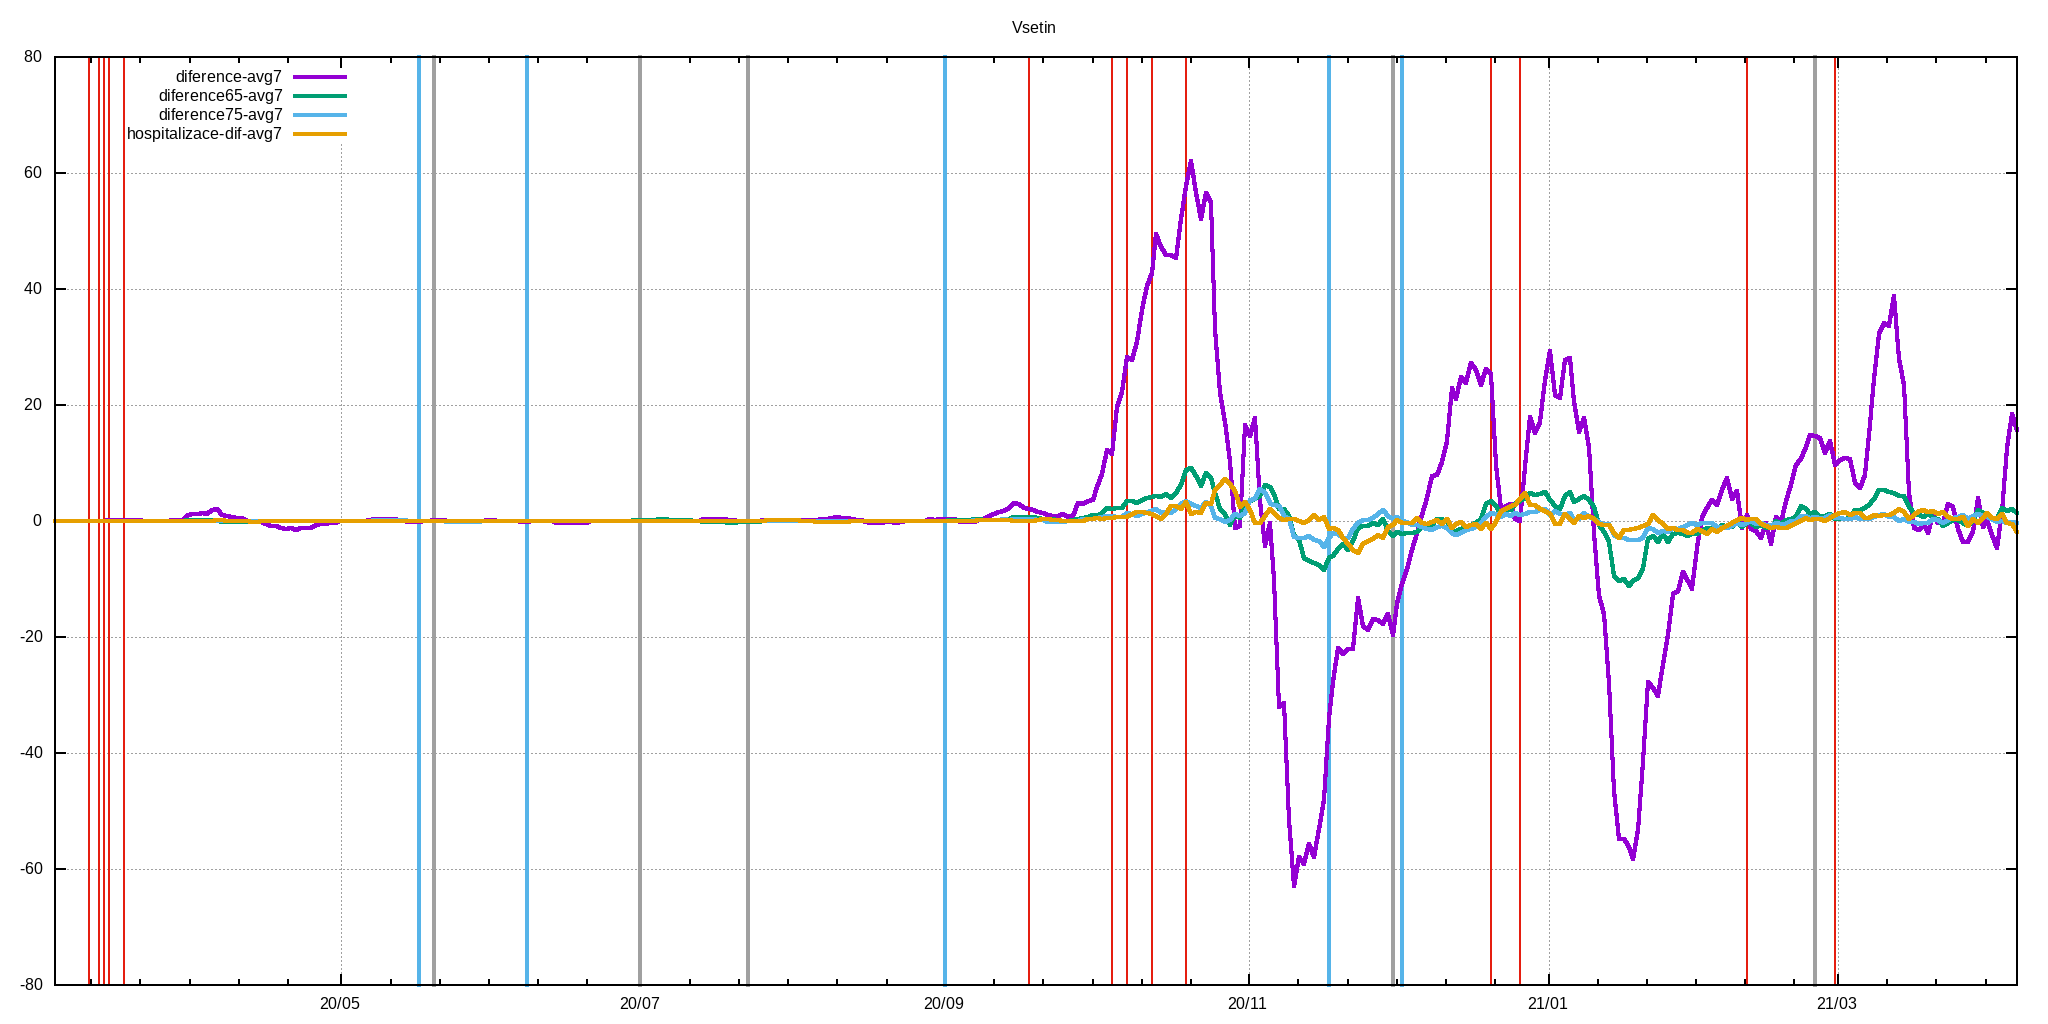 Vsetin
diference-avg7
diference65-avg7
diference75-avg7
hospitalizace-dif-avg7
80
60
40
20
0
-20
-40
-60
-80
20/05 20/07 20/09 20/11 21/01 21/03